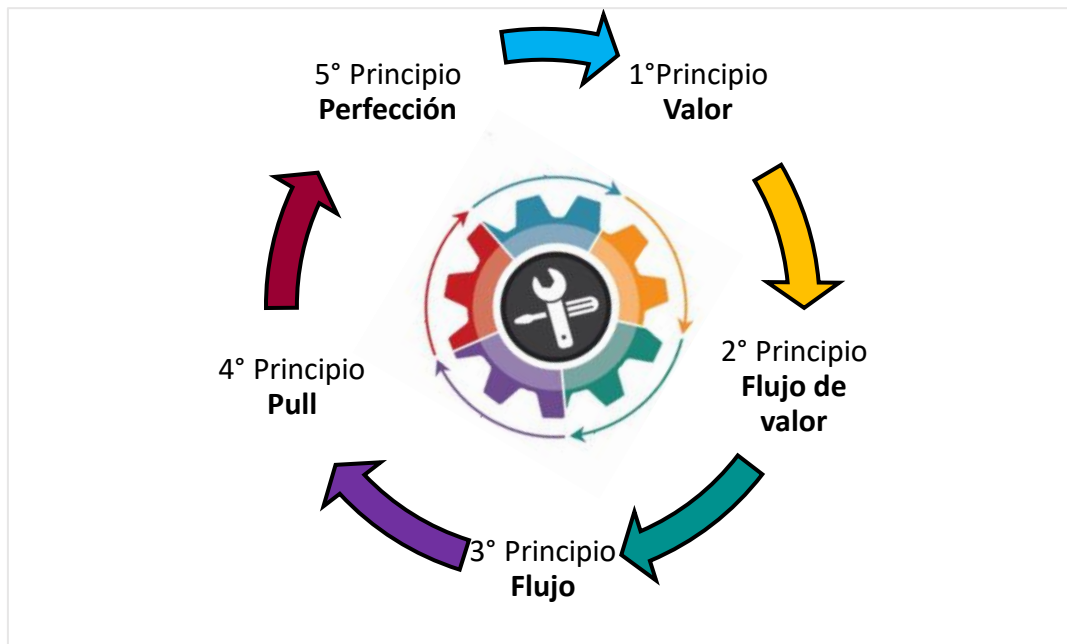 1°Principio
Valor
2° Principio
Flujo de
valor
3° Principio
Flujo
4° Principio
Pull
5° Principio
Perfección